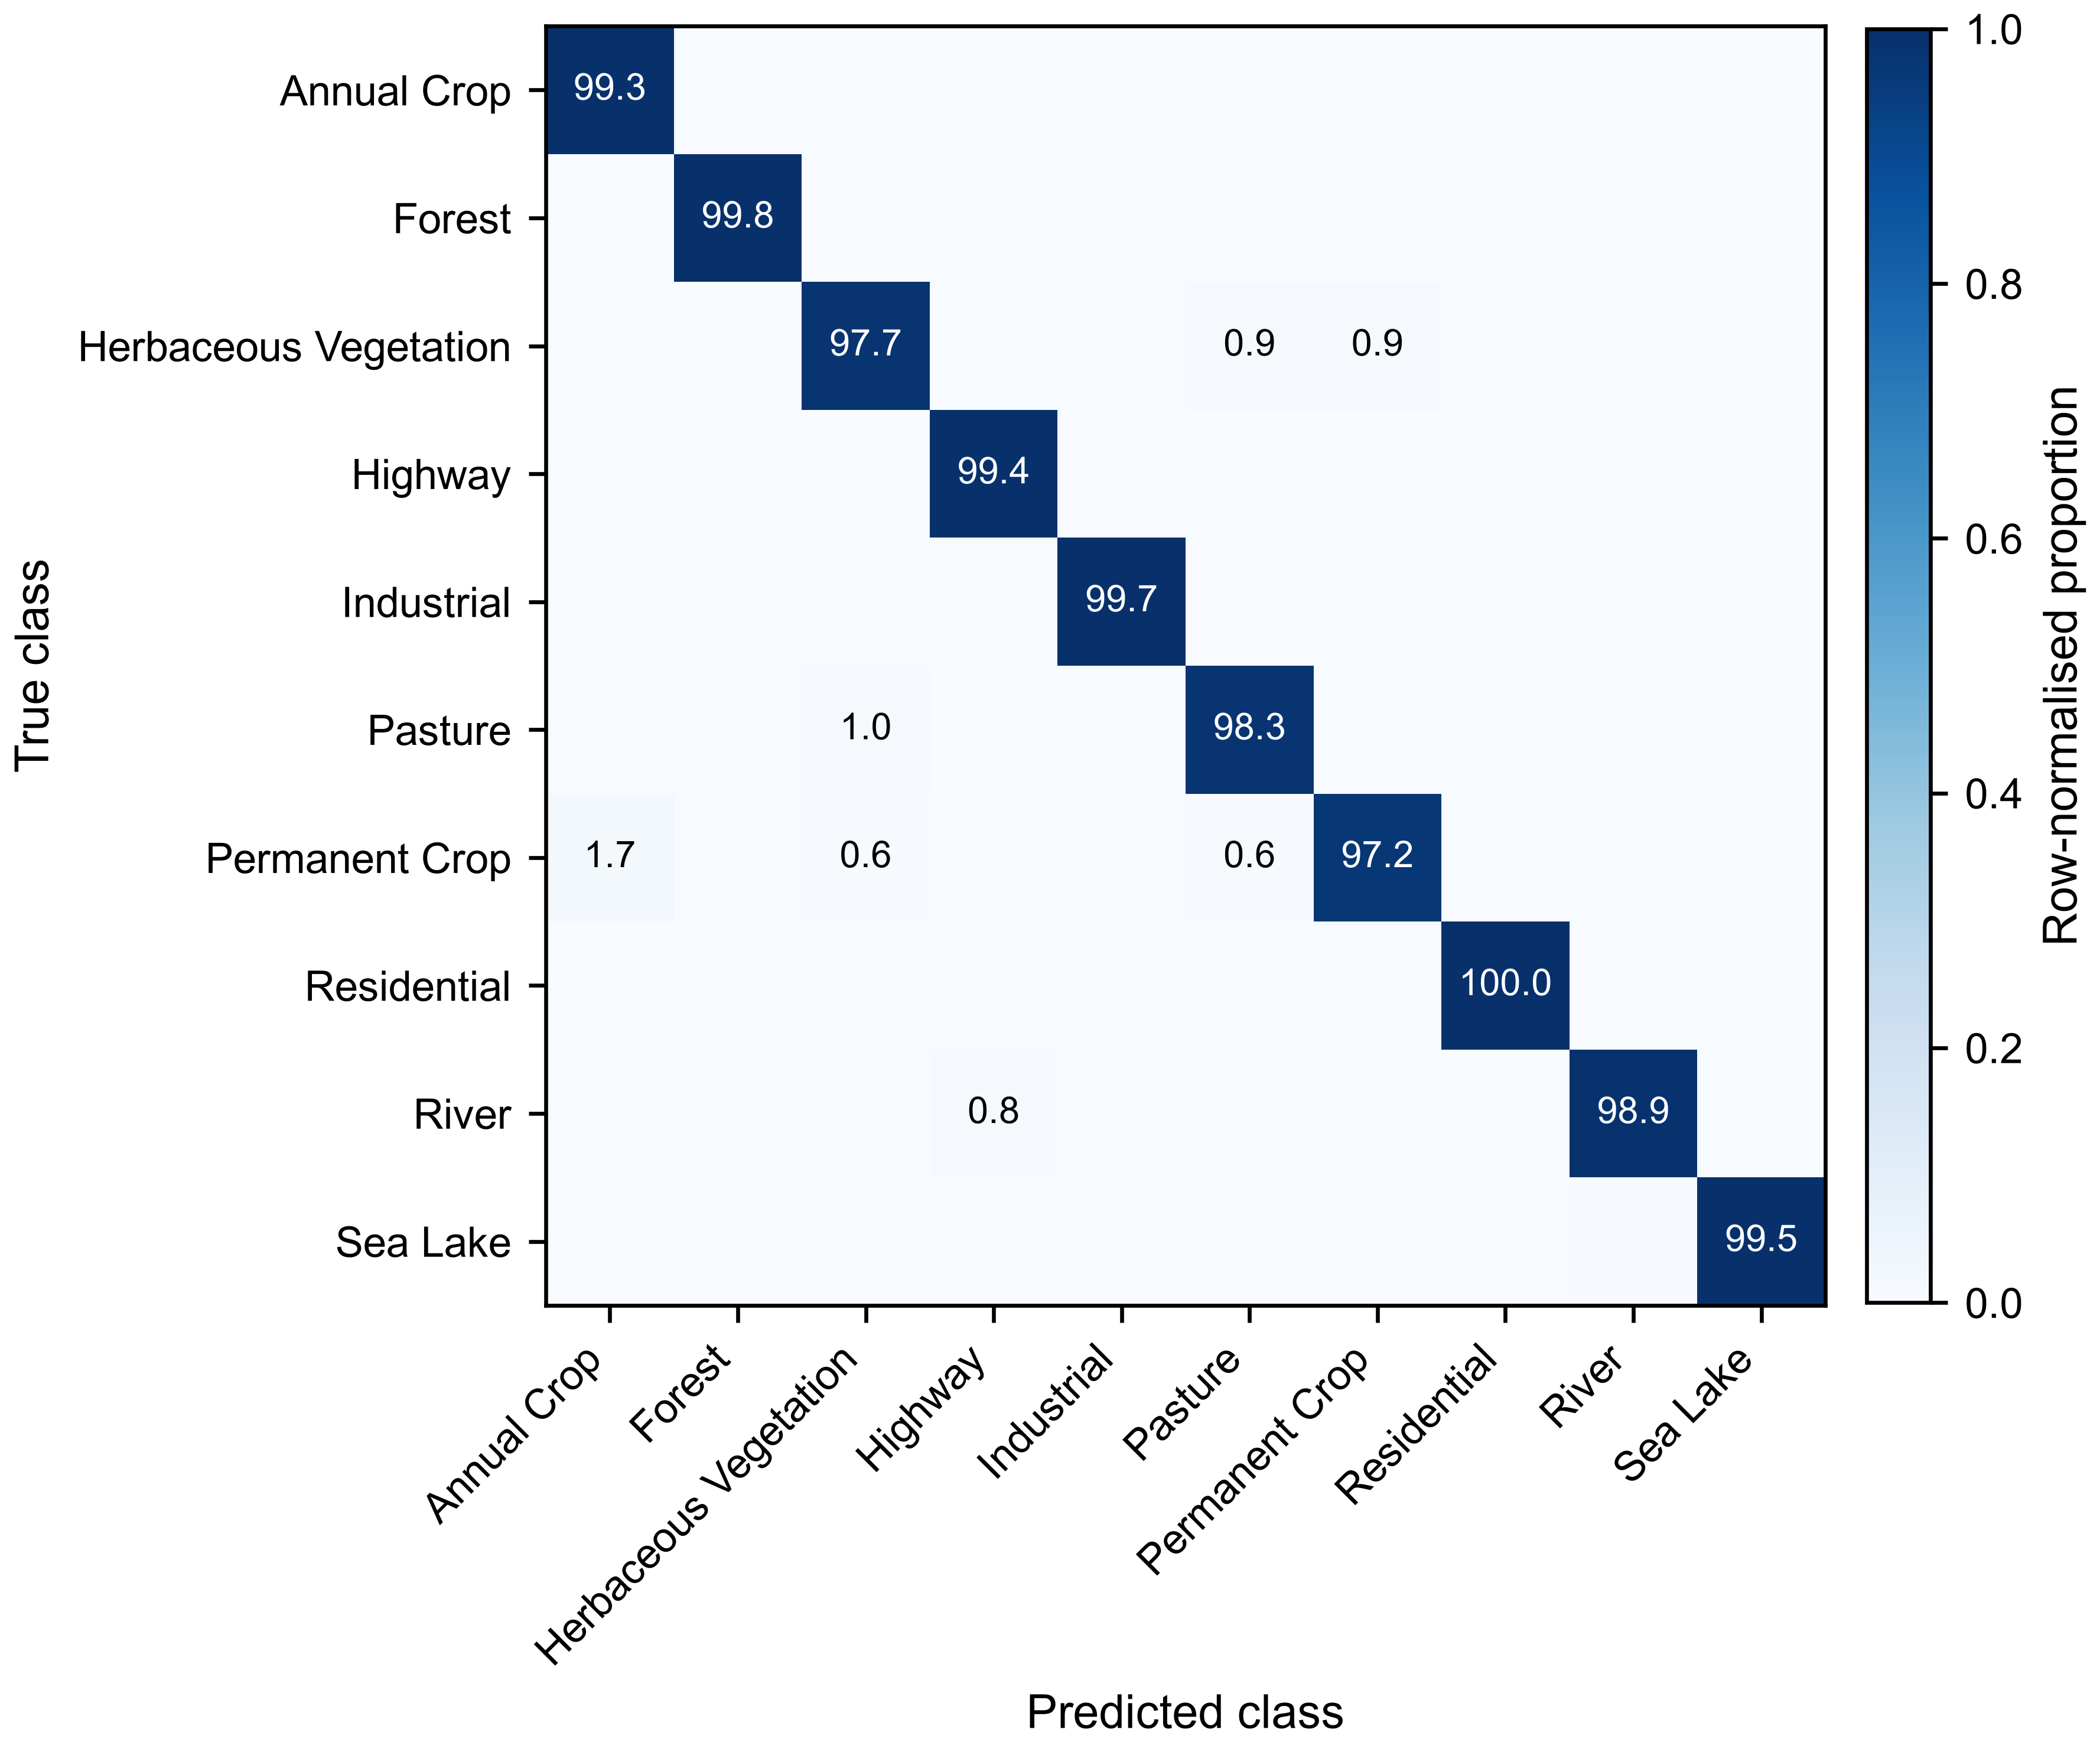 Annual Crop 99.3
Forest 99.8
Herbaceous Vegetation 97.7 0.9 0.9
Highway 99.4
Industrial 99.7
Pasture 1.0 98.3
Permanent Crop 1.7 0.6 0.6 97.2
Residential 100.0
River 0.8 98.9
Sea Lake 99.5
True class
Annual Crop
Forest
Herbaceous Vegetation
Highway
Industrial
Pasture
Permanent Crop
Residential
River
Sea Lake
Predicted class
1.0
0.8
0.6
0.4
0.2
0.0
Row-normalised proportion